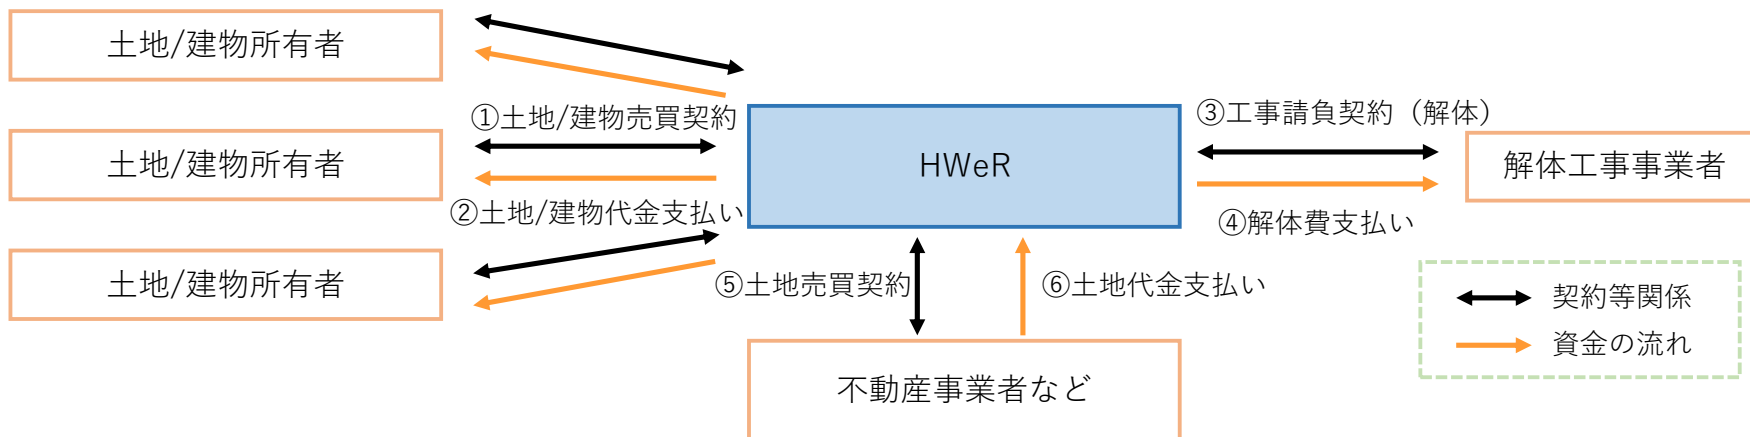 土地/建物所有者
①土地/建物売買契約
③工事請負契約（解体）
土地/建物所有者
HWeR
解体工事事業者
②土地/建物代金支払い
④解体費支払い
土地/建物所有者
⑤土地売買契約
⑥土地代金支払い
契約等関係
資金の流れ
不動産事業者など